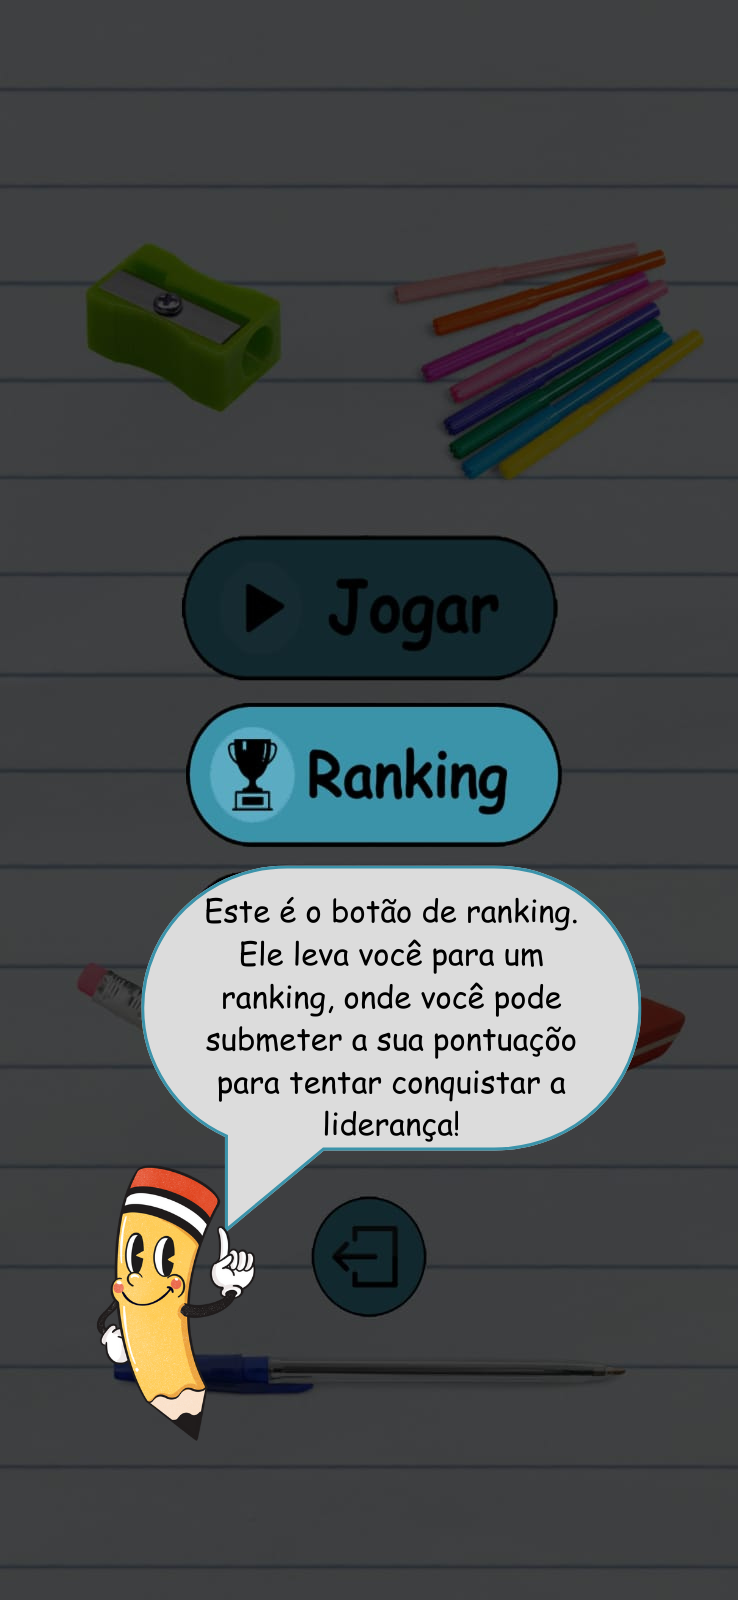 Jogar
Ranking
Este é o botão de ranking.
Ele leva você para um
ranking, onde você pode
submeter a sua pontuaçõo
para tentar conquistar a
liderança!